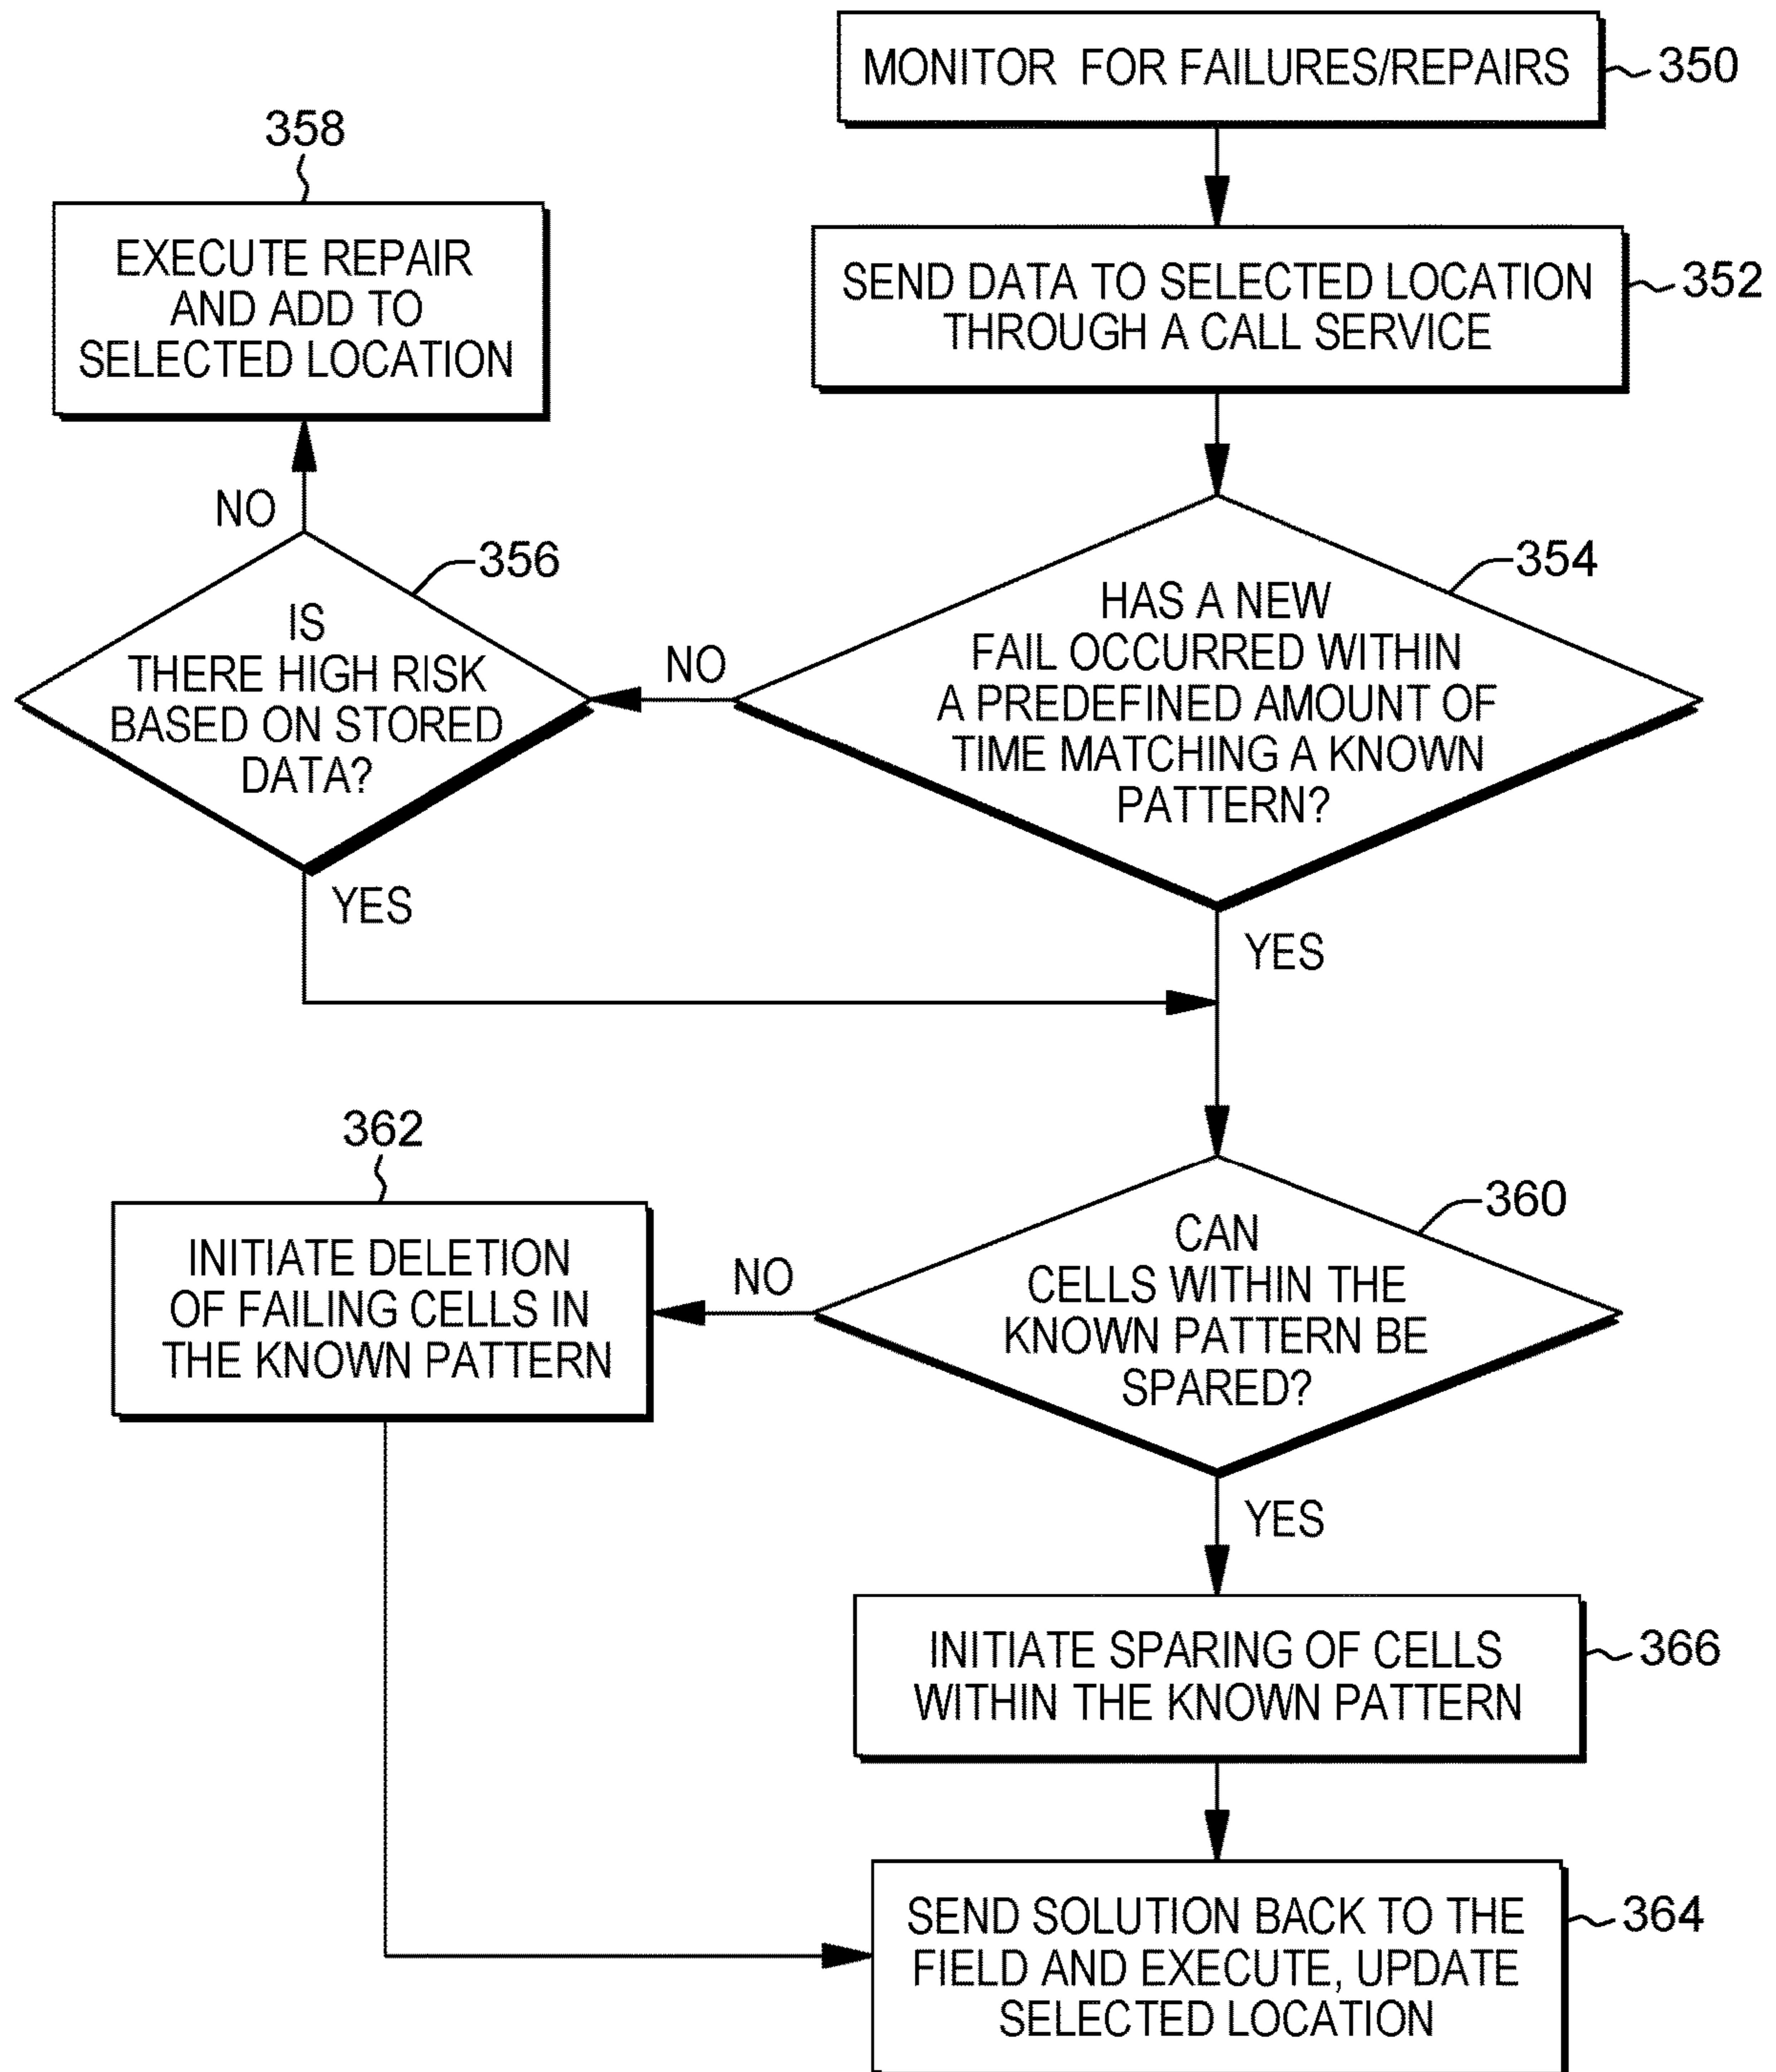 MONITOR FOR FAILURES/REPAIRS
350
SEND DATA TO SELECTED LOCATION
THROUGH A CALL SERVICE
352
HAS A NEW
FAIL OCCURRED WITHIN
A PREDEFINED AMOUNT OF
TIME MATCHING A KNOWN
PATTERN?
354
NO
YES
IS
THERE HIGH RISK
BASED ON STORED
DATA?
356
NO
YES
358
EXECUTE REPAIR
AND ADD TO
SELECTED LOCATION
CAN
CELLS WITHIN THE
KNOWN PATTERN BE
SPARED?
360
NO
YES
362
INITIATE DELETION
OF FAILING CELLS IN
THE KNOWN PATTERN
INITIATE SPARING OF CELLS
WITHIN THE KNOWN PATTERN
366
SEND SOLUTION BACK TO THE
FIELD AND EXECUTE, UPDATE
SELECTED LOCATION
364